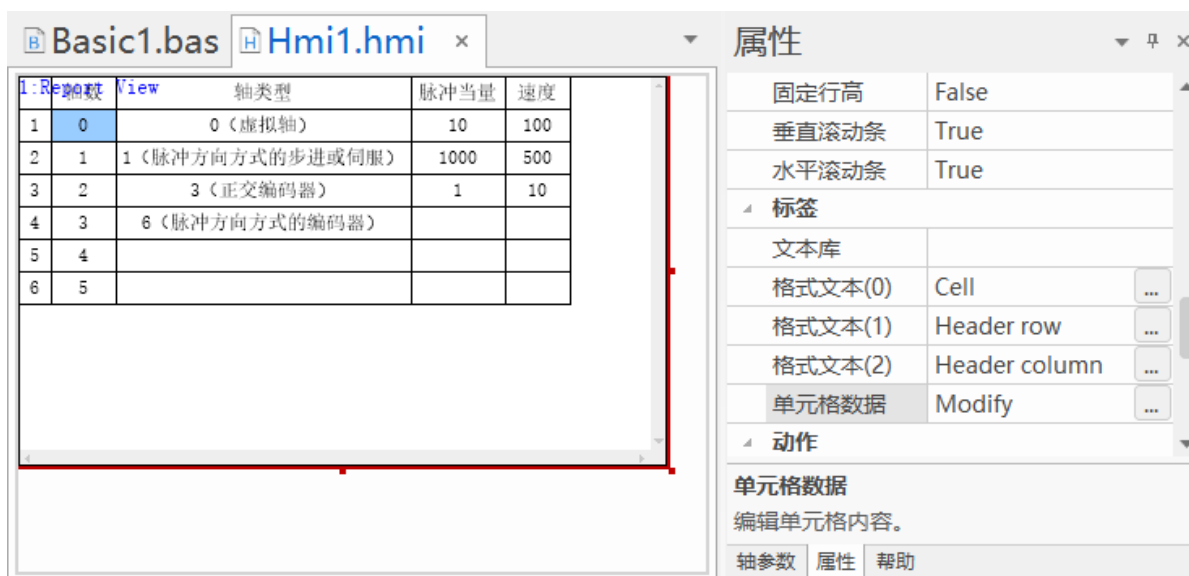 Basic1.bas Hmi1.hmi ×
1:Report View
轴数 轴类型 脉冲当量 速度
1 0 0（虚拟轴） 10 100
2 1 1（脉冲方向方式的步进或伺服） 1000 500
3 2 3（正交编码器） 1 10
4 3 6（脉冲方向方式的编码器）
5 4
6 5
属性
固定行高 False
垂直滚动条 True
水平滚动条 True
标签
文本库
格式文本(0) Cell ...
格式文本(1) Header row ...
格式文本(2) Header column ...
单元格数据 Modify ...
动作
单元格数据
编辑单元格内容。
轴参数 属性 帮助